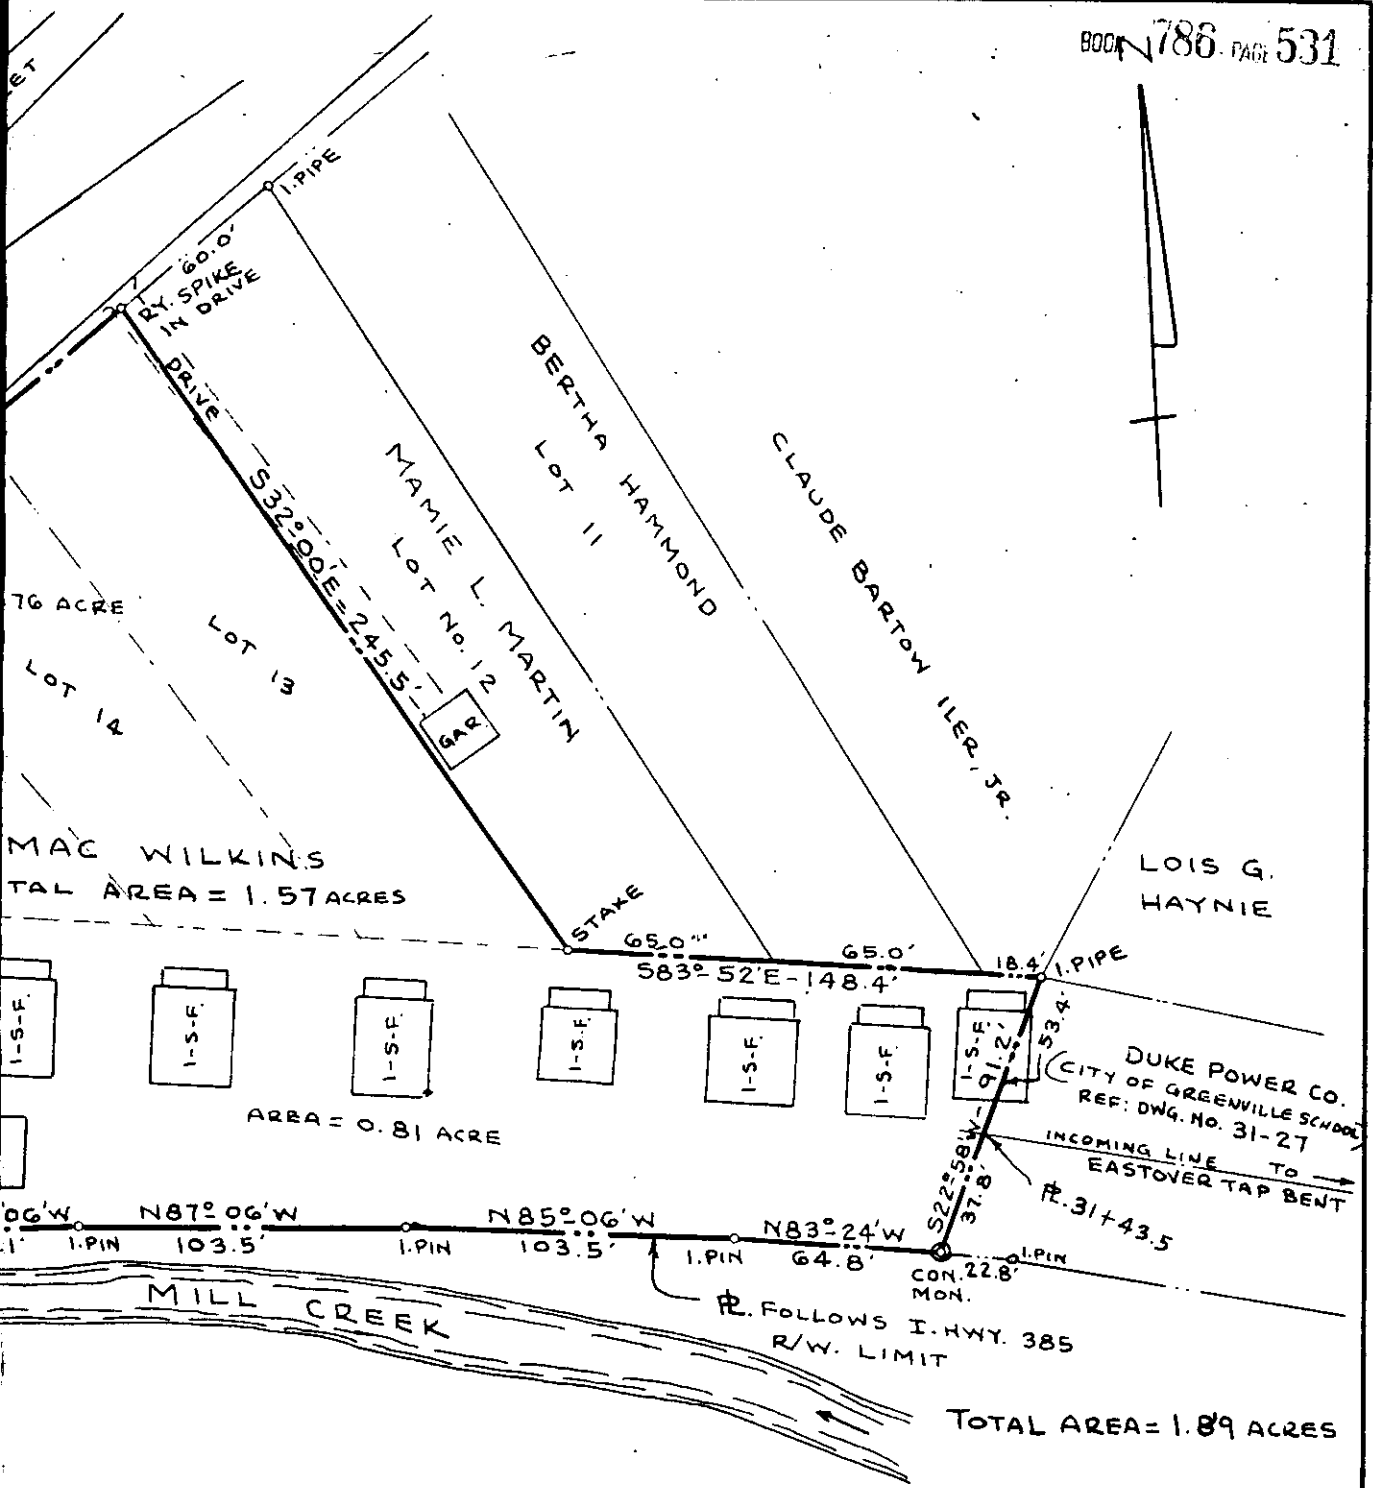 BOOK 786 PAGE 531
N
ET
I.PIPE
60.0'
RY. SPIKE
IN DRIVE
DRIVE
S32°-00'E = 245.5'
MAMIE L. MARTIN
LOT No. 12
BERTHA HAMMOND
LOT 11
CLAUDE BARTOW ILER, JR.
76 ACRE
LOT 13
LOT 14
GAR.
MAC WILKINS
TAL AREA = 1.57 ACRES
LOIS G.
HAYNIE
STAKE
65.0'
65.0'
18.4'
I.PIPE
S83°-52'E-148.4'
1-S-F.
1-S-F.
1-S-F.
1-S.F.
1-S-F.
1-S-F.
1-S-F.
S22°-58'W-91.2'
53.4'
37.8'
DUKE POWER CO.
(CITY OF GREENVILLE SCHOOL)
REF: DWG. NO. 31-27
INCOMING LINE TO
EASTOVER TAP BENT
PL. 31+43.5
AREA = 0.81 ACRE
06'W
.1'
I.PIN
N87°-06'W
103.5'
I.PIN
N85°-06'W
103.5'
I.PIN
N83°-24'W
64.8'
CON.
MON.
22.8'
I.PIN
MILL CREEK
PL. FOLLOWS I. HWY. 385
R/W. LIMIT
TOTAL AREA = 1.89 ACRES